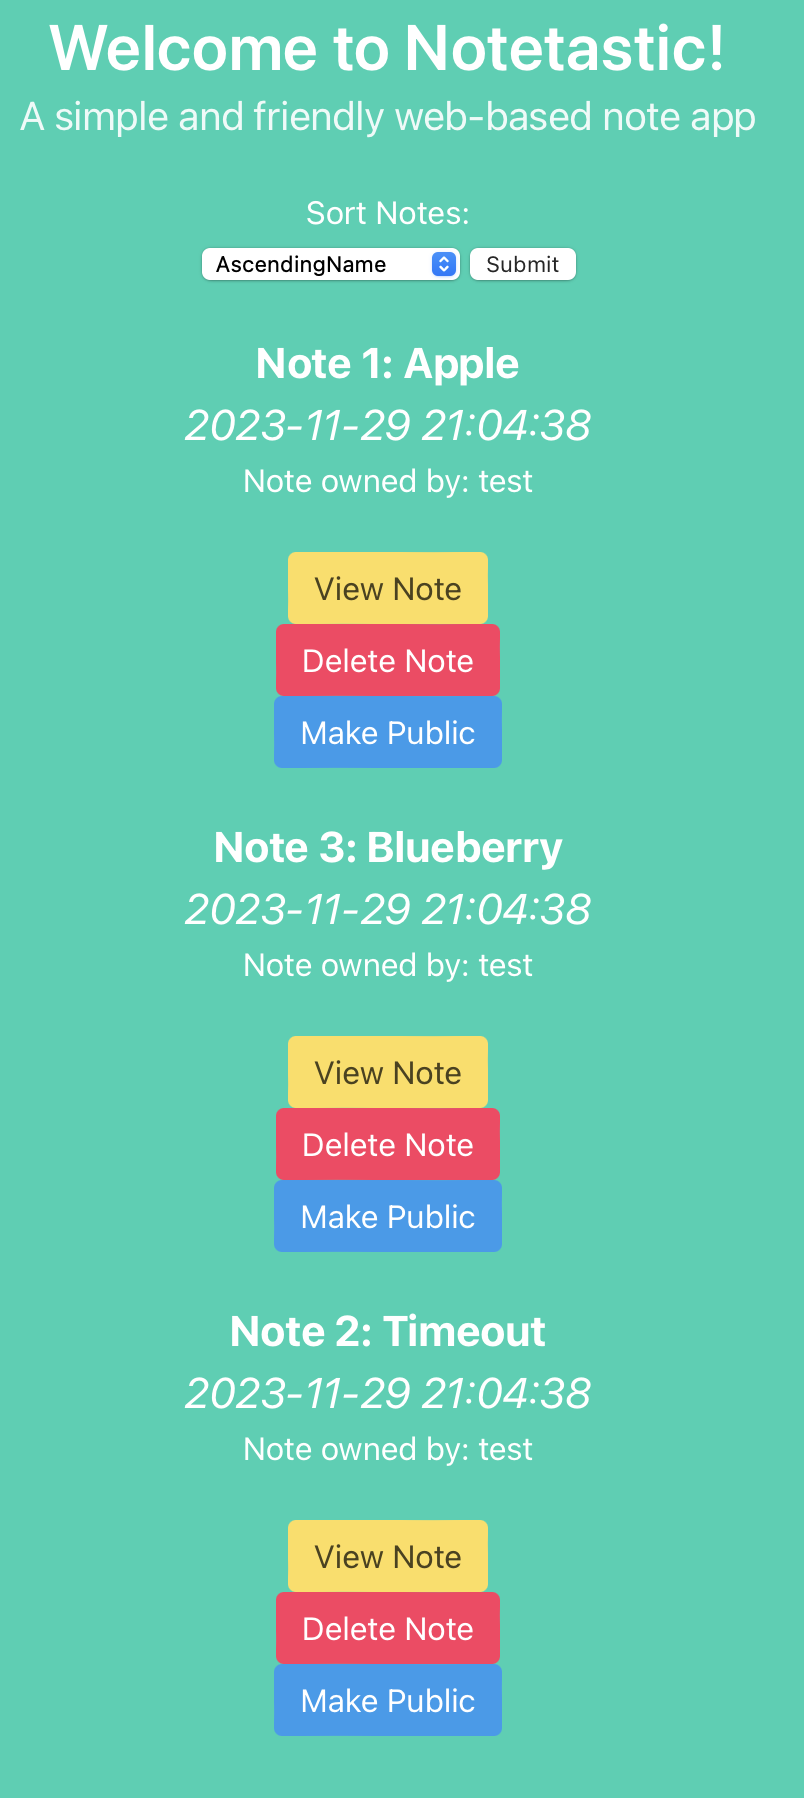 Welcome to Notetastic!
A simple and friendly web-based note app
Sort Notes:
AscendingName Submit
Note 1: Apple
2023-11-29 21:04:38
Note owned by: test
View Note
Delete Note
Make Public
Note 3: Blueberry
2023-11-29 21:04:38
Note owned by: test
View Note
Delete Note
Make Public
Note 2: Timeout
2023-11-29 21:04:38
Note owned by: test
View Note
Delete Note
Make Public